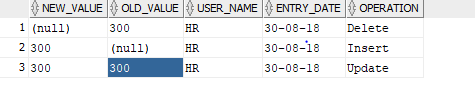 NEW_VALUE OLD_VALUE USER_NAME ENTRY_DATE OPERATION
1 (null) 300 HR 30-08-18 Delete
2 300 (null) HR 30-08-18 Insert
3 300 300 HR 30-08-18 Update